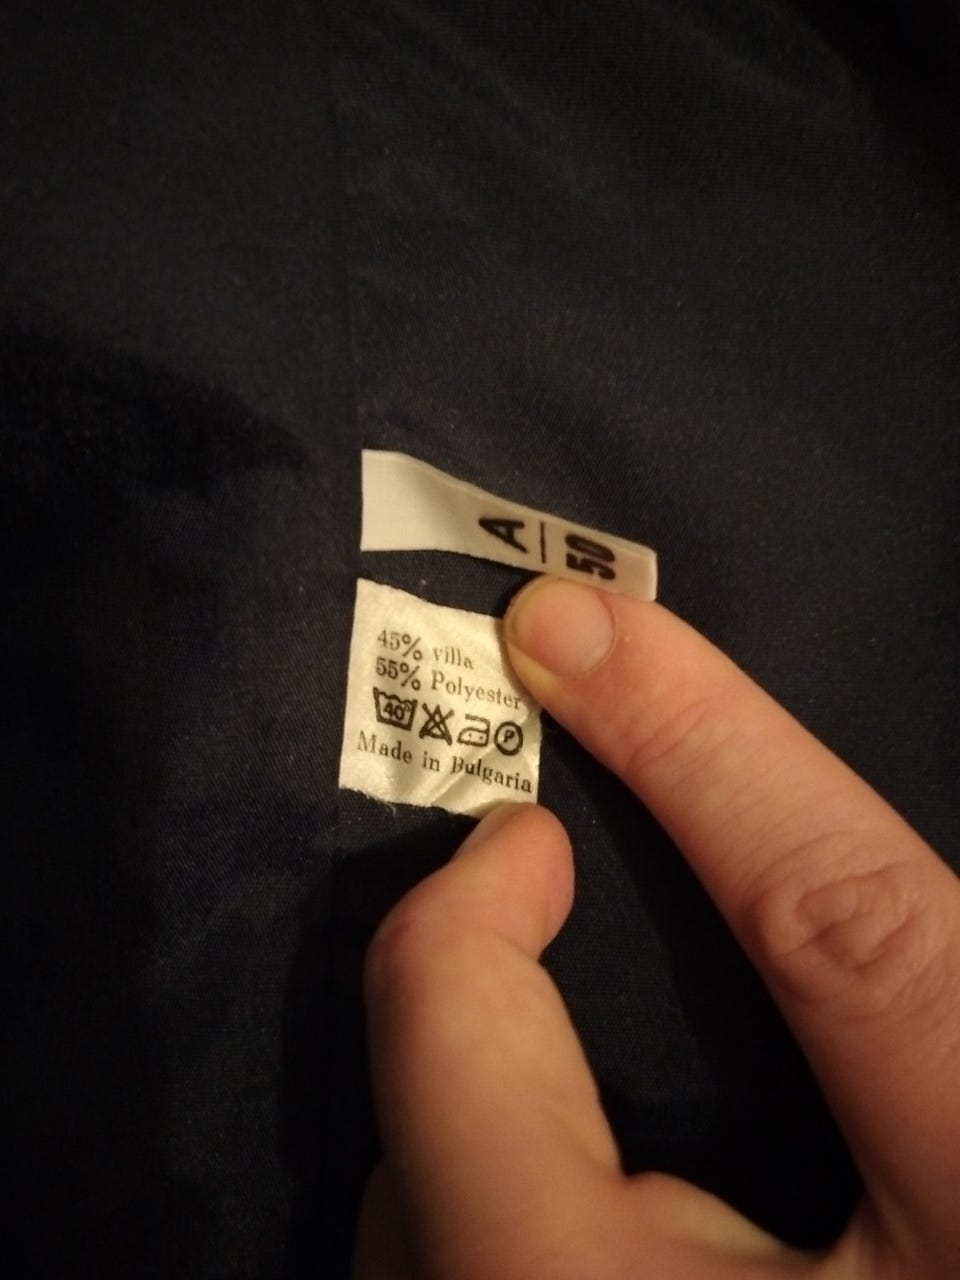 A
50
45% villa
55% Polyester
40°
P
Made in Bulgaria